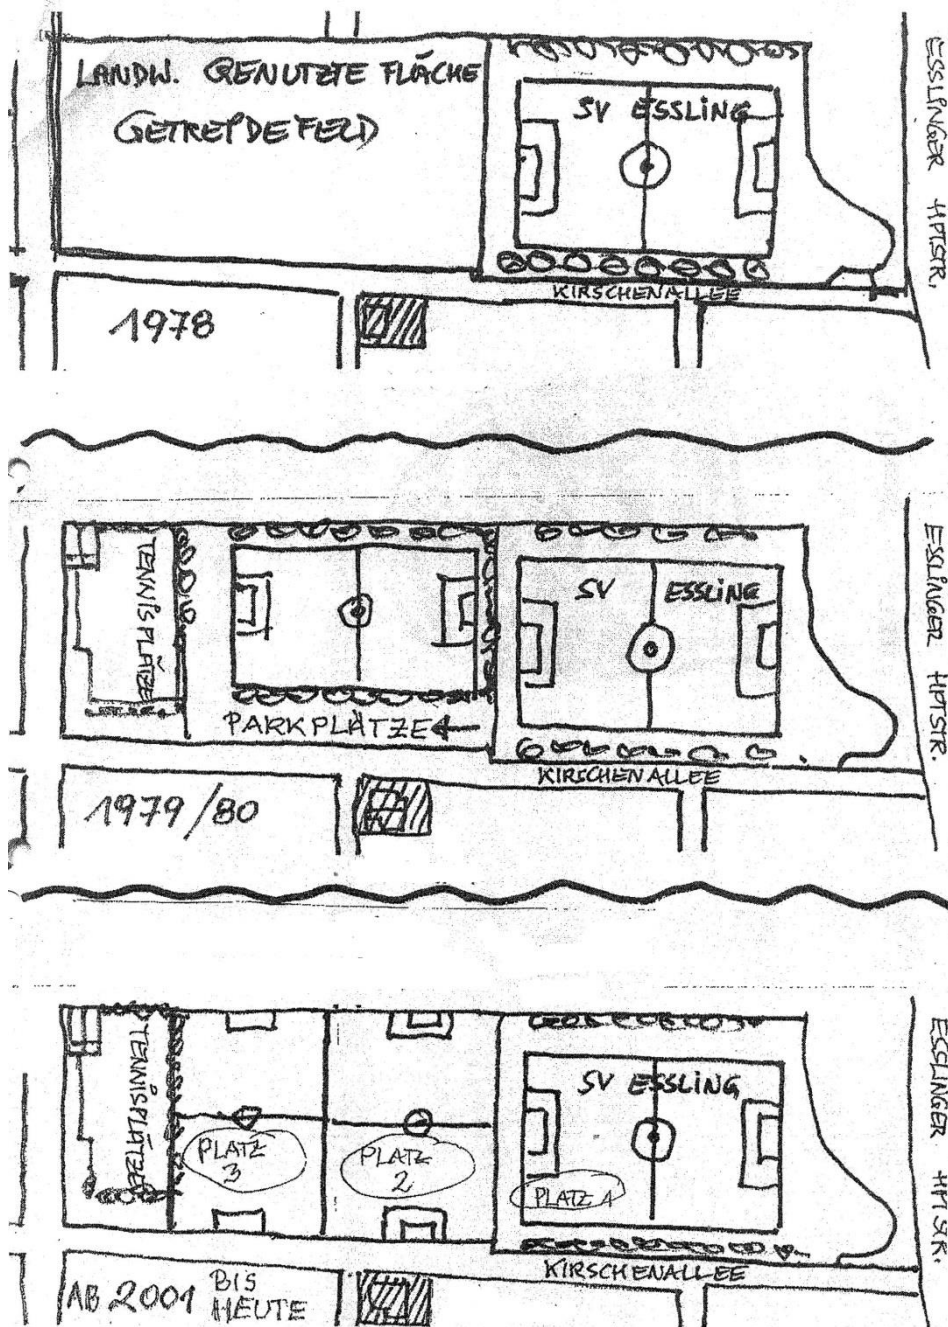 LANDW. GENUTZTE FLÄCHE
GETREIDEFELD
SV ESSLING
KIRSCHENALLEE
ESSLINGER HPTSTR.
1978
TENNISPLÄTZE
SV ESSLING
PARKPLÄTZE
KIRSCHENALLEE
ESSLINGER HPTSTR.
1979/80
TENNISPLÄTZE
PLATZ
3
PLATZ
2
SV ESSLING
PLATZ 1
KIRSCHENALLEE
ESSLINGER HPTSTR.
AB 2001 BIS
HEUTE